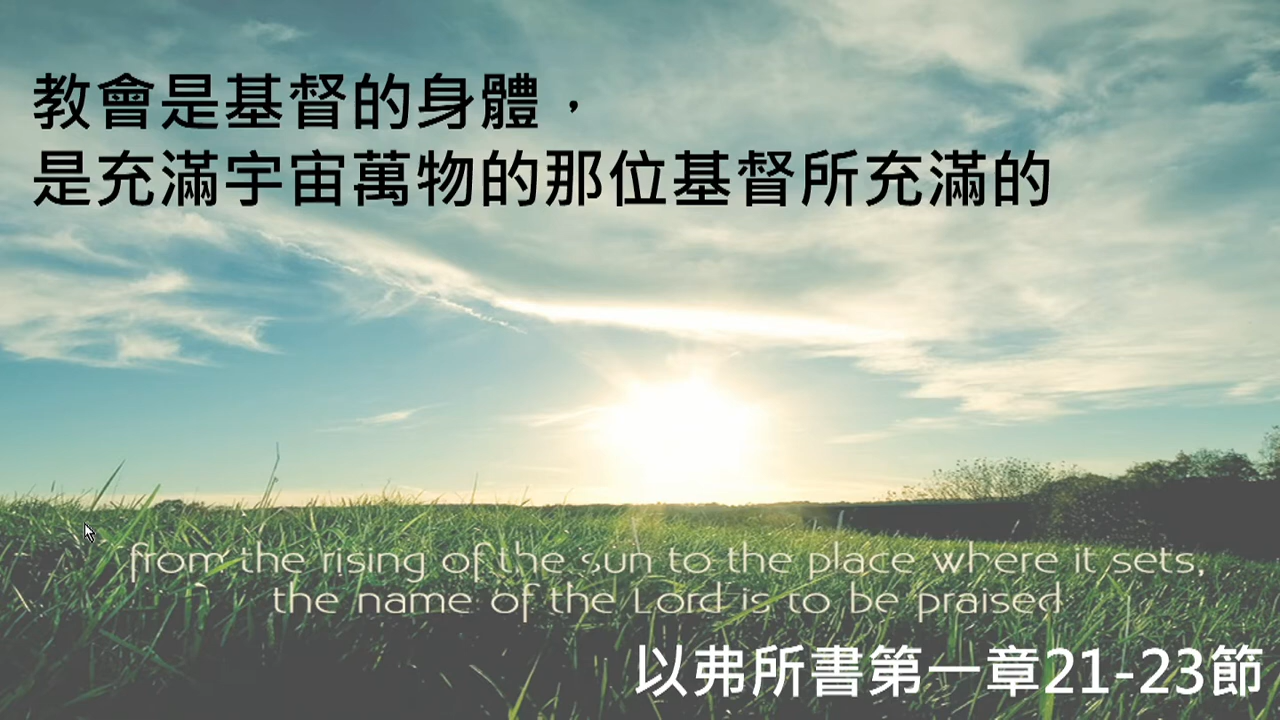 教會是基督的身體，
是充滿宇宙萬物的那位基督所充滿的
from the rising of the sun to the place where it sets,
the name of the Lord is to be praised
以弗所書第一章21-23節